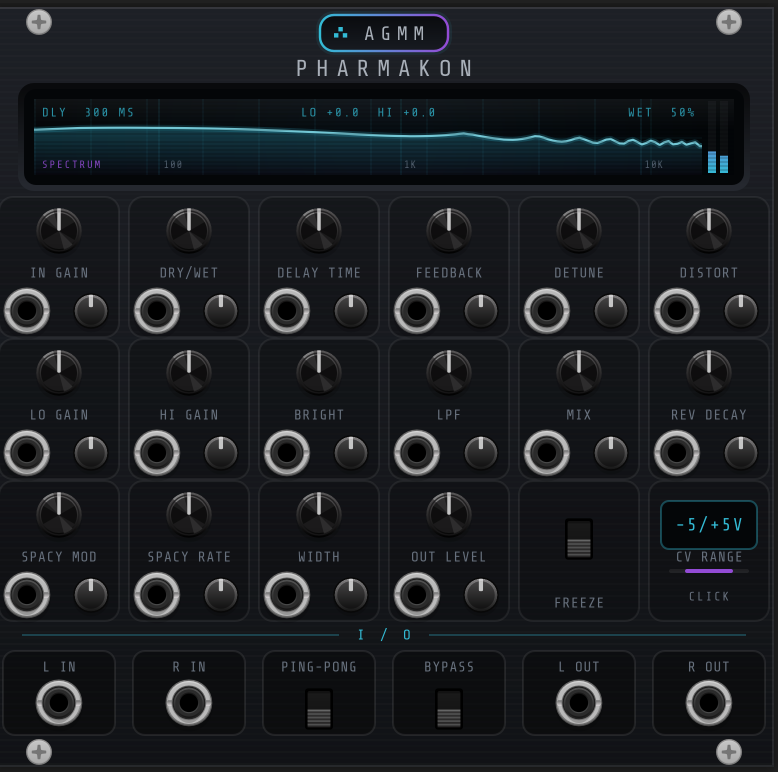 AGMM
PHARMAKON
DLY 300 MS LO +0.0 HI +0.0 WET 50%
SPECTRUM 100 1K 10K
IN GAIN DRY/WET DELAY TIME FEEDBACK DETUNE DISTORT
LO GAIN HI GAIN BRIGHT LPF MIX REV DECAY
-5/+5V
SPACY MOD SPACY RATE WIDTH OUT LEVEL CV RANGE
FREEZE CLICK
I / O
L IN R IN PING-PONG BYPASS L OUT R OUT